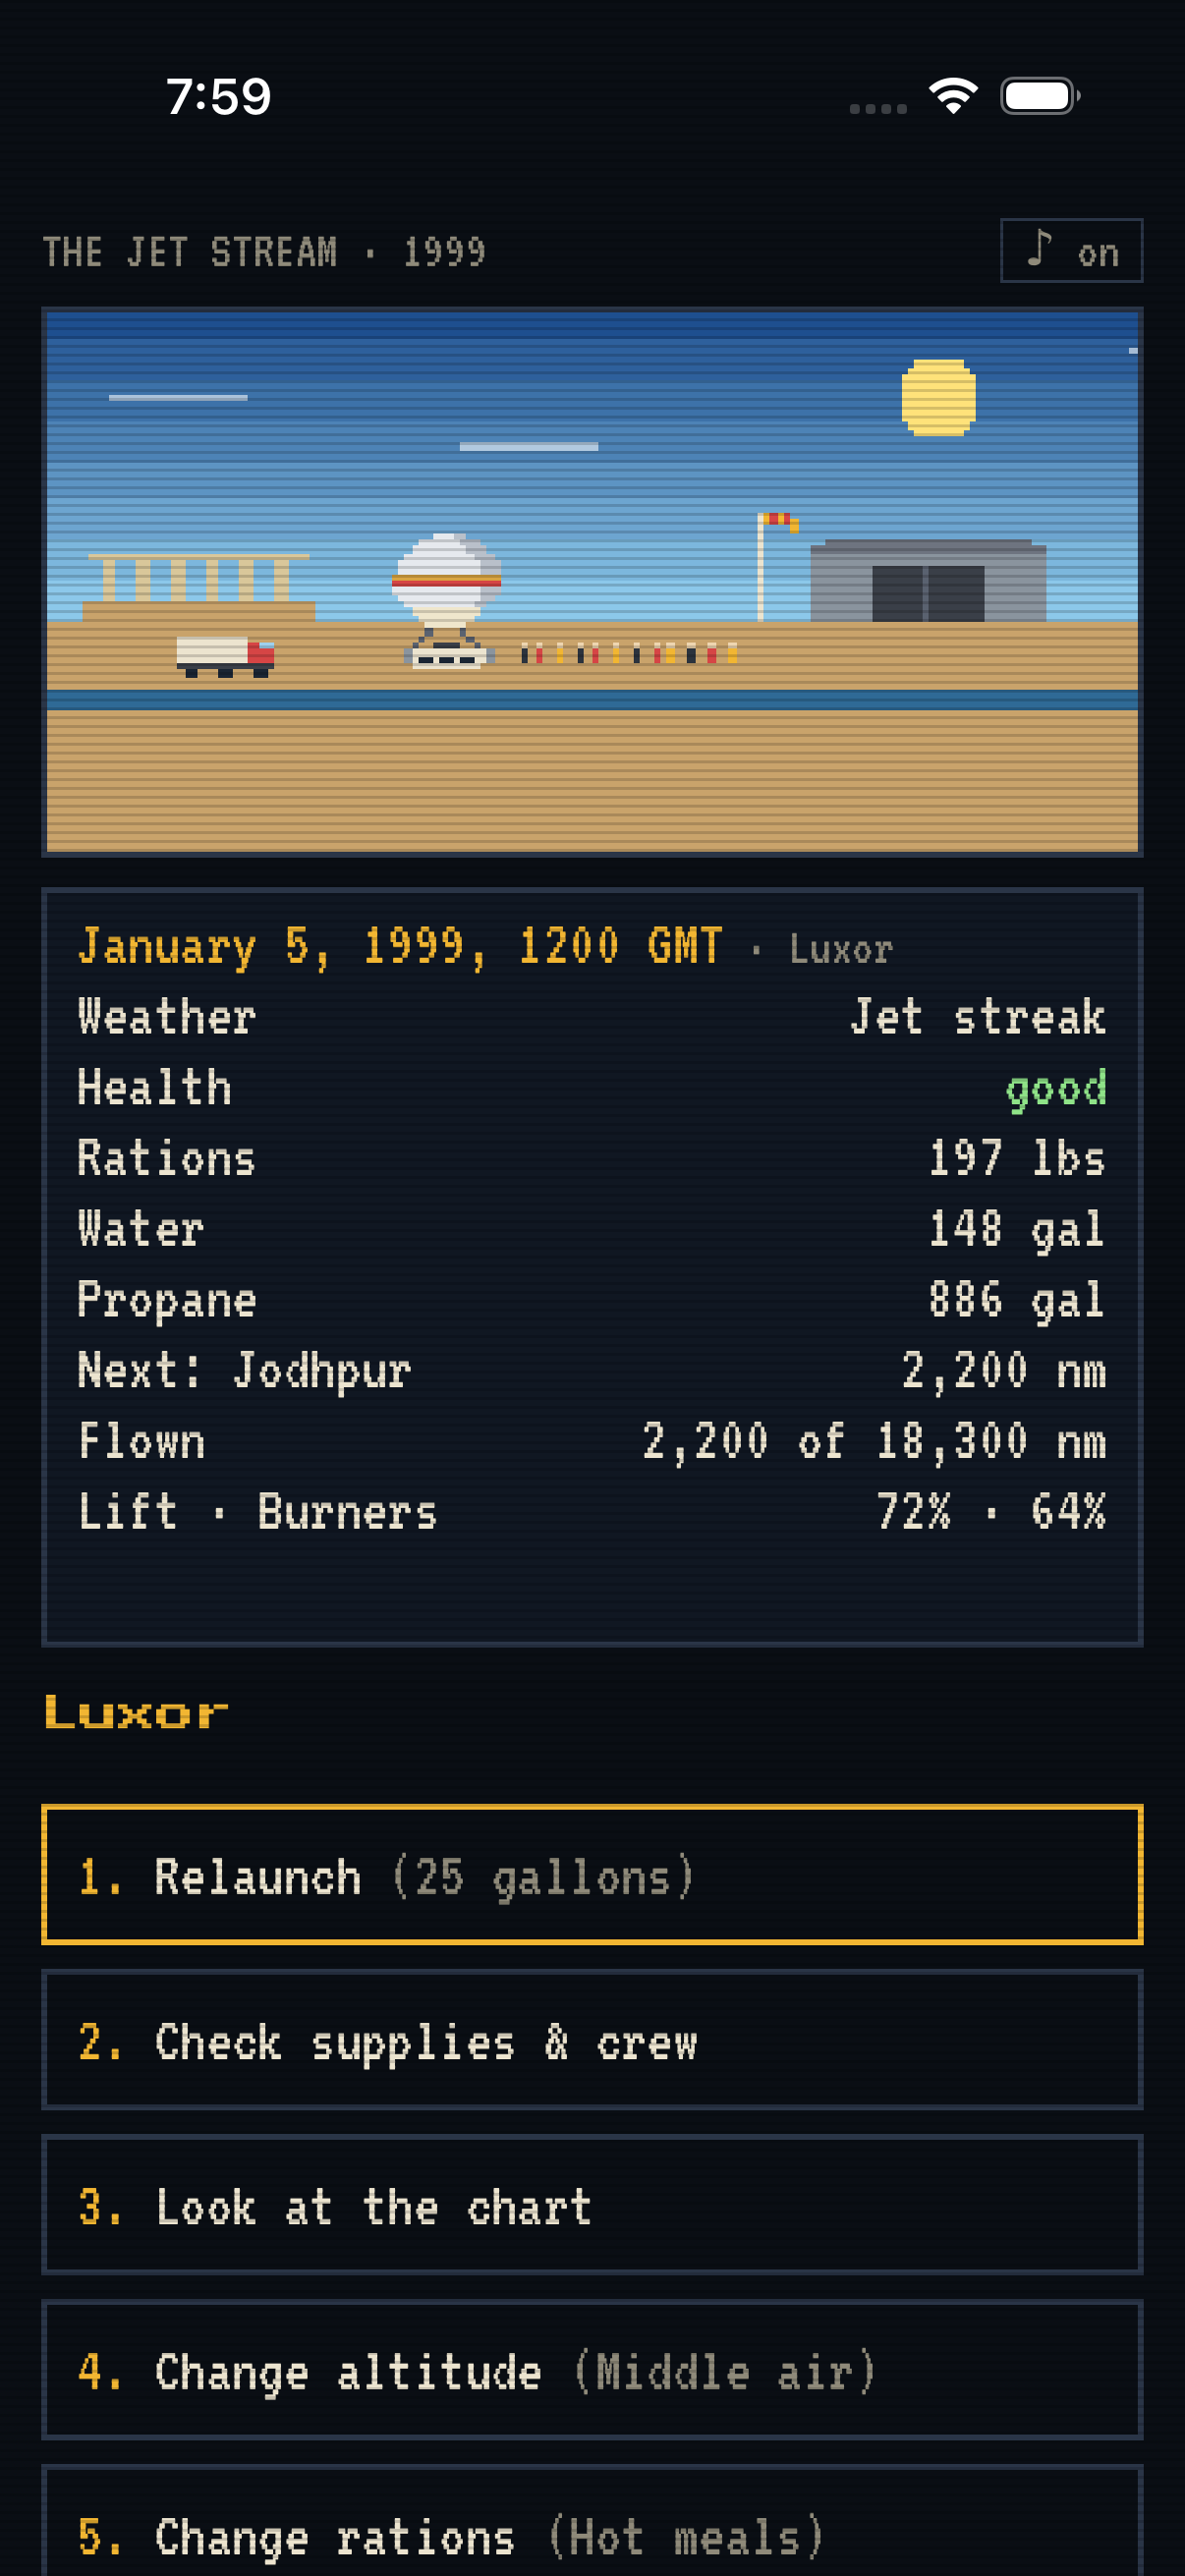 7:59
THE JET STREAM · 1999
♪ on
January 5, 1999, 1200 GMT · Luxor
Weather Jet streak
Health good
Rations 197 lbs
Water 148 gal
Propane 886 gal
Next: Jodhpur 2,200 nm
Flown 2,200 of 18,300 nm
Lift · Burners 72% · 64%
Luxor
1. Relaunch (25 gallons)
2. Check supplies & crew
3. Look at the chart
4. Change altitude (Middle air)
5. Change rations (Hot meals)